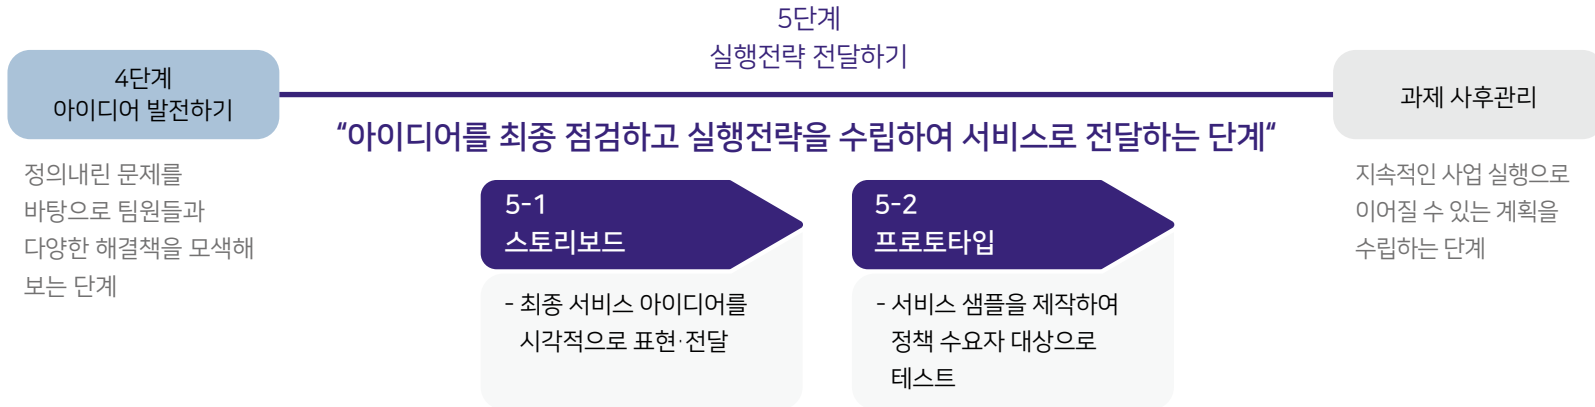 5단계
실행전략 전달하기
4단계
아이디어 발전하기
과제 사후관리
“아이디어를 최종 점검하고 실행전략을 수립하여 서비스로 전달하는 단계“
정의내린 문제를
바탕으로 팀원들과
다양한 해결책을 모색해
보는 단계
5-1
스토리보드
- 최종 서비스 아이디어를
시각적으로 표현·전달
5-2
프로토타입
- 서비스 샘플을 제작하여
정책 수요자 대상으로
테스트
지속적인 사업 실행으로
이어질 수 있는 계획을
수립하는 단계